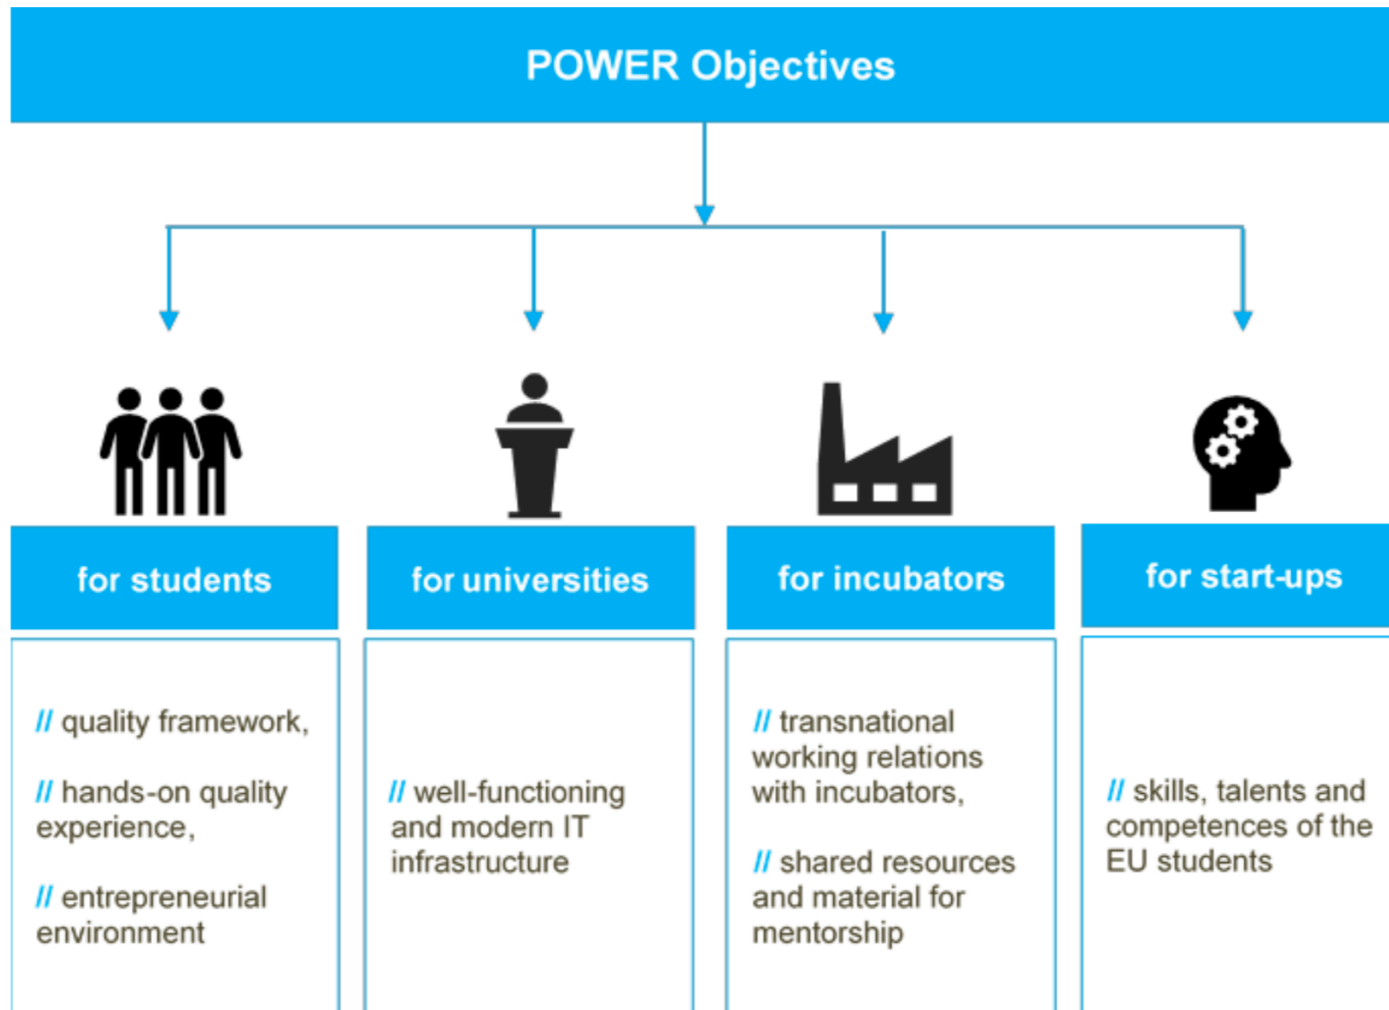 POWER Objectives
for students
for universities
for incubators
for start-ups
// quality framework,
// hands-on quality
experience,
// entrepreneurial
environment
// well-functioning
and modern IT
infrastructure
// transnational
working relations
with incubators,
// shared resources
and material for
mentorship
// skills, talents and
competences of the
EU students